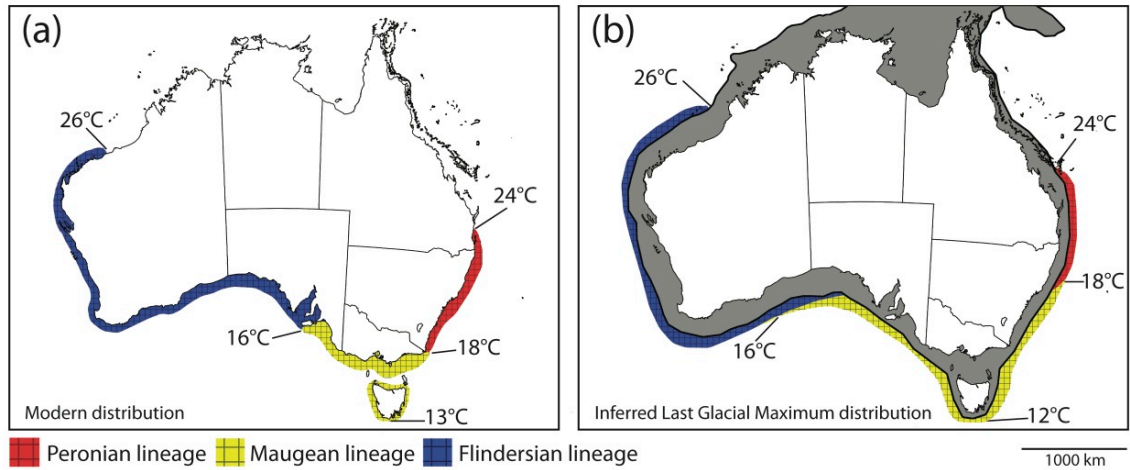 (a)
26°C
24°C
16°C
18°C
13°C
Modern distribution
(b)
26°C
24°C
18°C
16°C
12°C
Inferred Last Glacial Maximum distribution
Peronian lineage
Maugean lineage
Flindersian lineage
1000 km